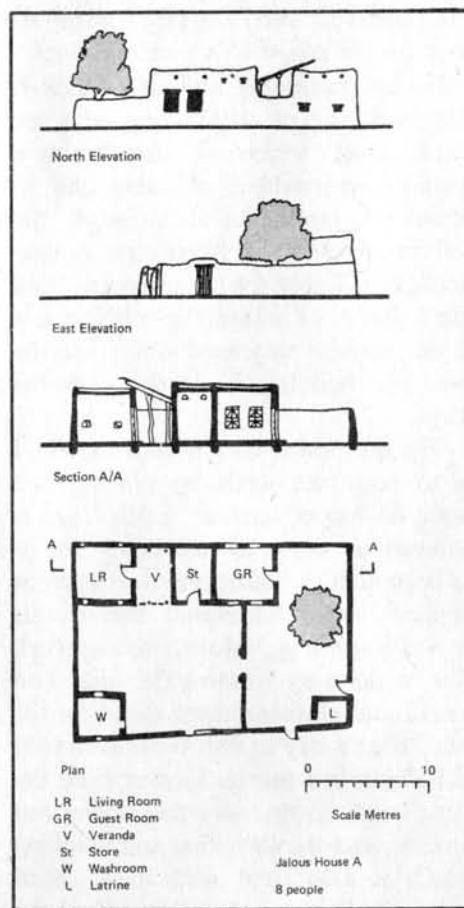 North Elevation
East Elevation
Section A/A
A A
LR St GR
W
Plan
LR Living Room
GR Guest Room
V Veranda
St Store
W Washroom
L Latrine
0 10
Scale Metres
Jalous House A
8 people